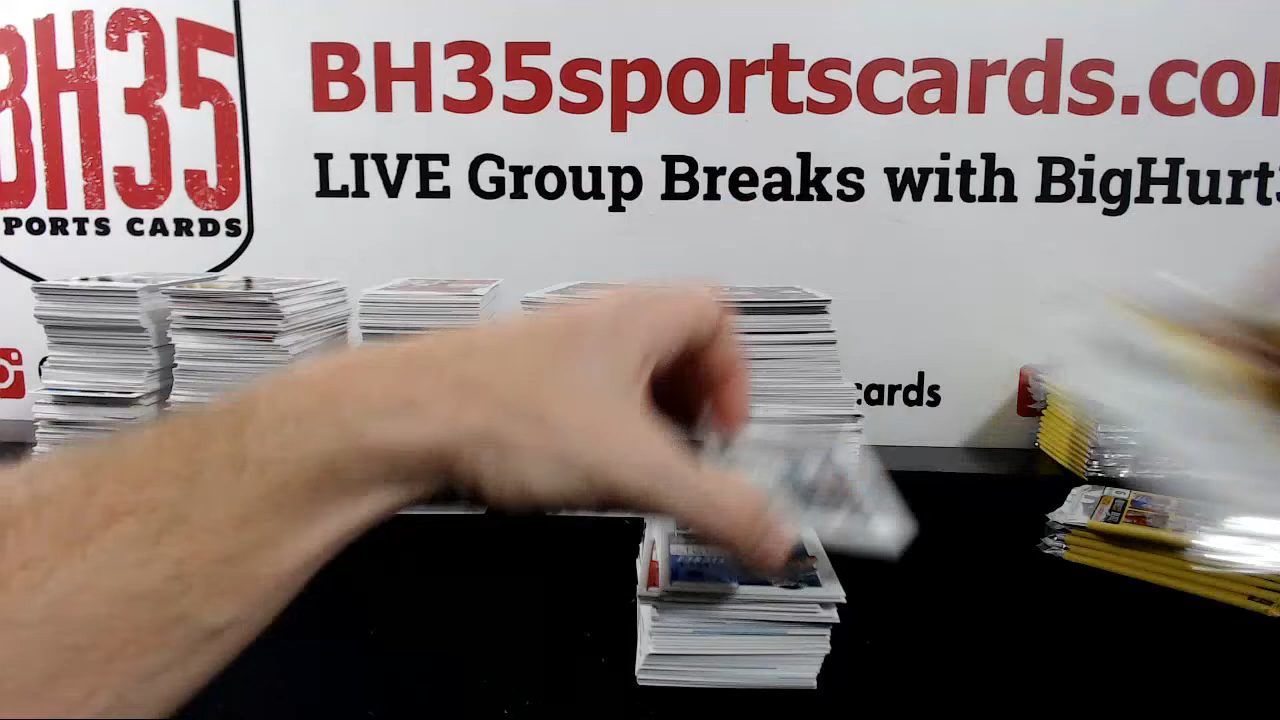 BH35
PORTS CARDS
BH35sportscards.co
LIVE Group Breaks with BigHurt
cards